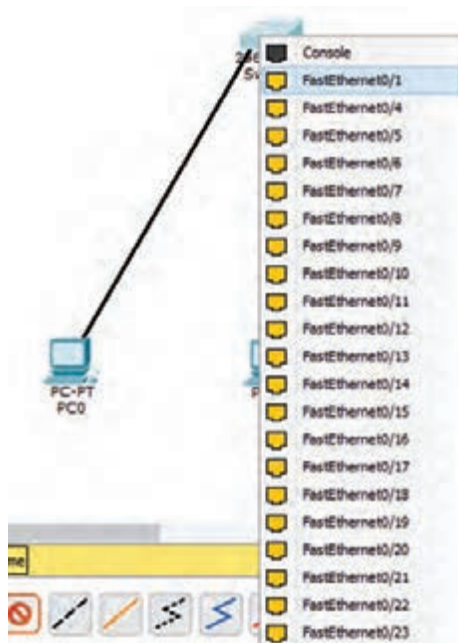 Console
FastEthernet0/1
FastEthernet0/4
FastEthernet0/5
FastEthernet0/6
FastEthernet0/7
FastEthernet0/8
FastEthernet0/9
FastEthernet0/10
FastEthernet0/11
FastEthernet0/12
FastEthernet0/13
FastEthernet0/14
FastEthernet0/15
FastEthernet0/16
FastEthernet0/17
FastEthernet0/18
FastEthernet0/19
FastEthernet0/20
FastEthernet0/21
FastEthernet0/22
FastEthernet0/23
PC-PT
PC0